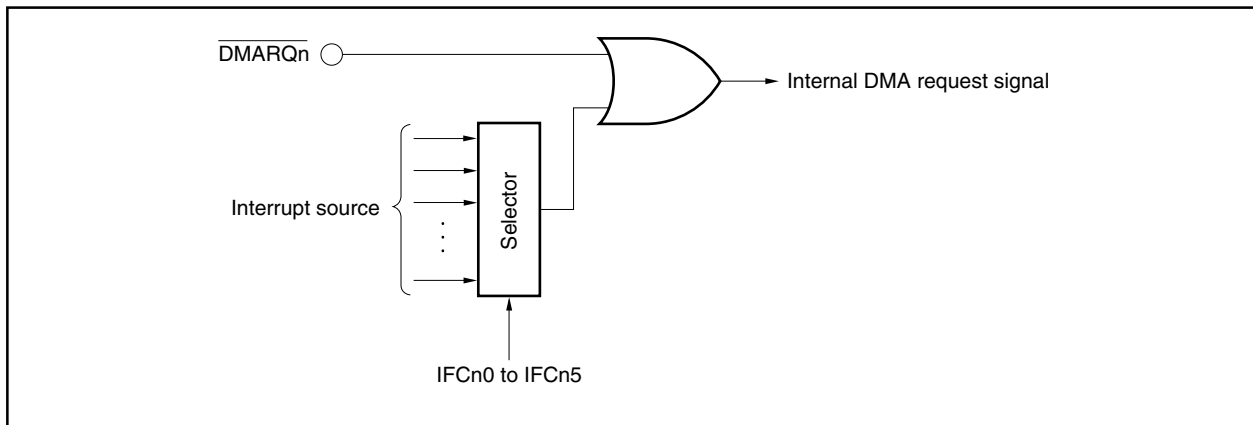 DMARQn
Internal DMA request signal
Interrupt source
Selector
IFCn0 to IFCn5